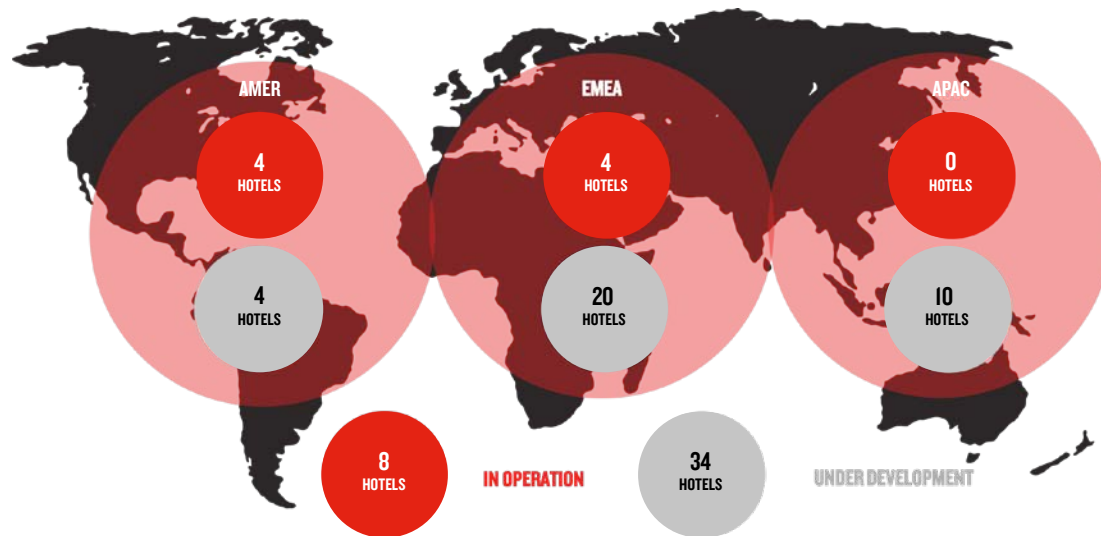 AMER
EMEA
APAC
4
HOTELS
4
HOTELS
0
HOTELS
4
HOTELS
20
HOTELS
10
HOTELS
8
HOTELS
IN OPERATION
34
HOTELS
UNDER DEVELOPMENT